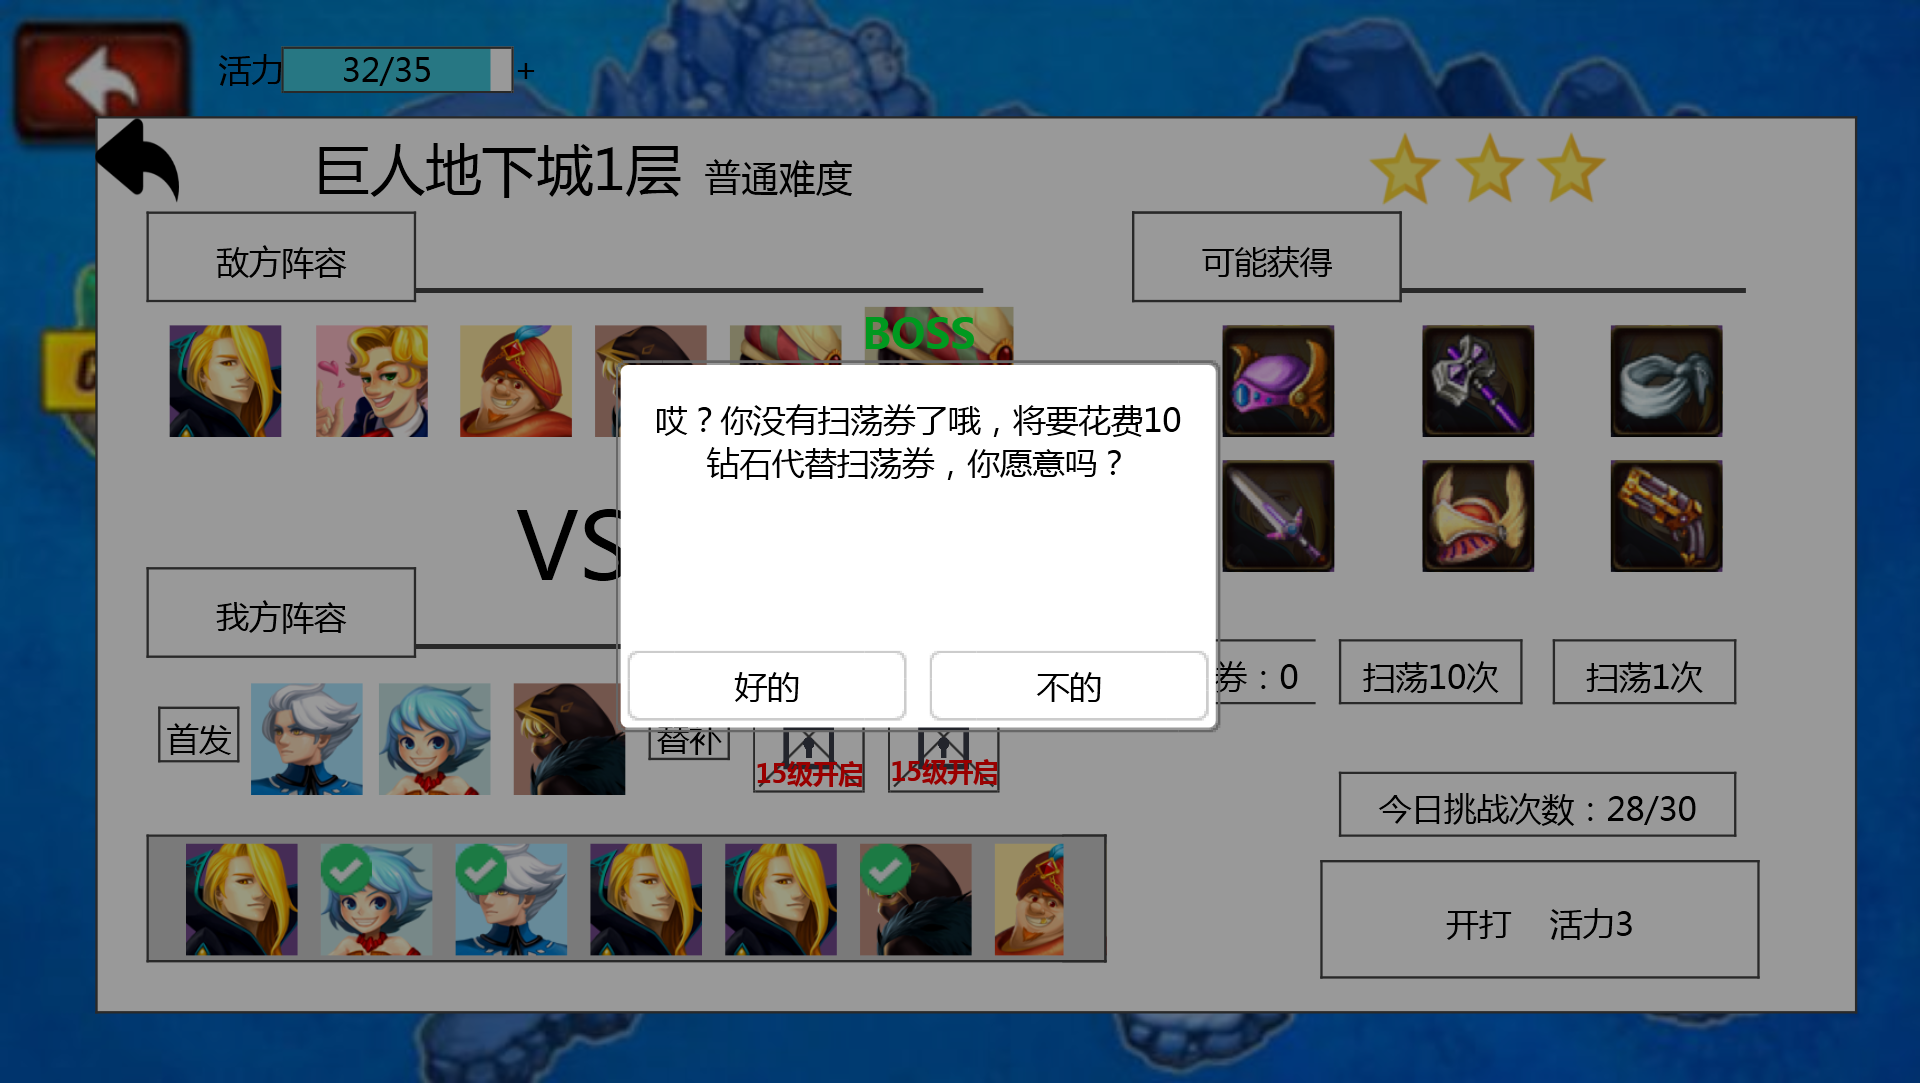 活力 32/35 +
巨人地下城1层 普通难度
敌方阵容
可能获得
BOSS
哎？你没有扫荡券了哦，将要花费10
钻石代替扫荡券，你愿意吗？
VS
好的
不的
我方阵容
券：0
扫荡10次
扫荡1次
首发
替补
15级开启
15级开启
今日挑战次数：28/30
开打 活力3